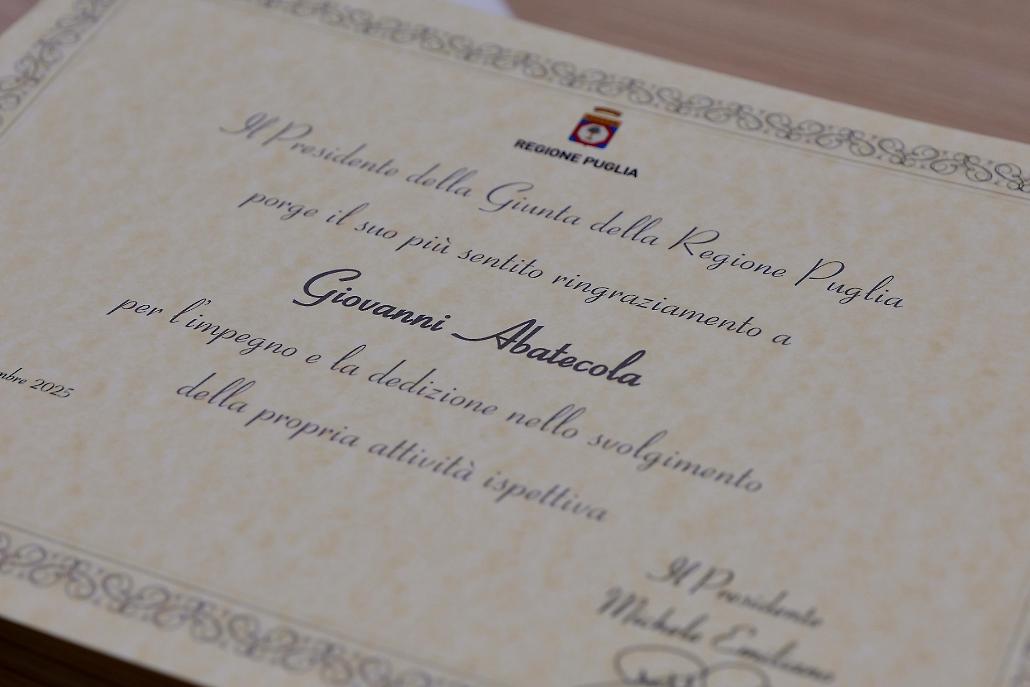 REGIONE PUGLIA
Il Presidente della Giunta della Regione Puglia
porge il suo più sentito ringraziamento a
Giovanni Abatecola
per l'impegno e la dedizione nello svolgimento
della propria attività ispettiva
mbre 2025
Il Presidente
Michele Emiliano